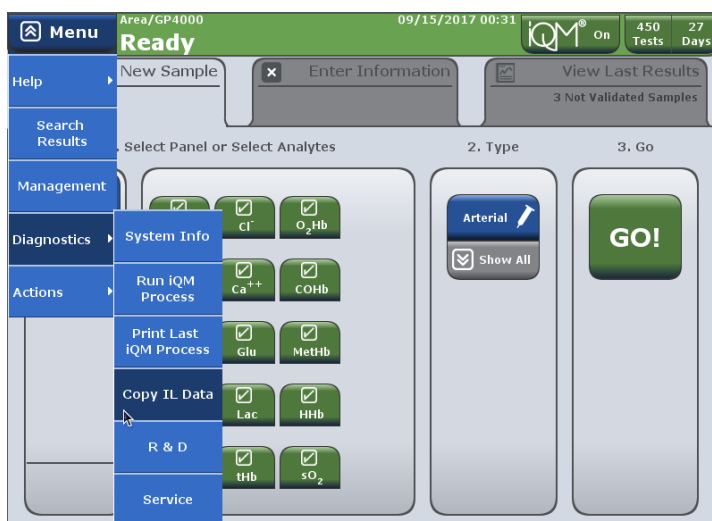 Menu
Area/GP4000
09/15/2017 00:31
Ready
iQM® On
450 Tests
27 Days
Help
New Sample
Enter Information
View Last Results
3 Not Validated Samples
Search
Results
. Select Panel or Select Analytes
2. Type
3. Go
Management
Diagnostics
Actions
System Info
Run iQM
Process
Print Last
iQM Process
Copy IL Data
R & D
Service
Cl-
O2Hb
Ca++
COHb
Glu
MetHb
Lac
HHb
tHb
sO2
Arterial
Show All
GO!